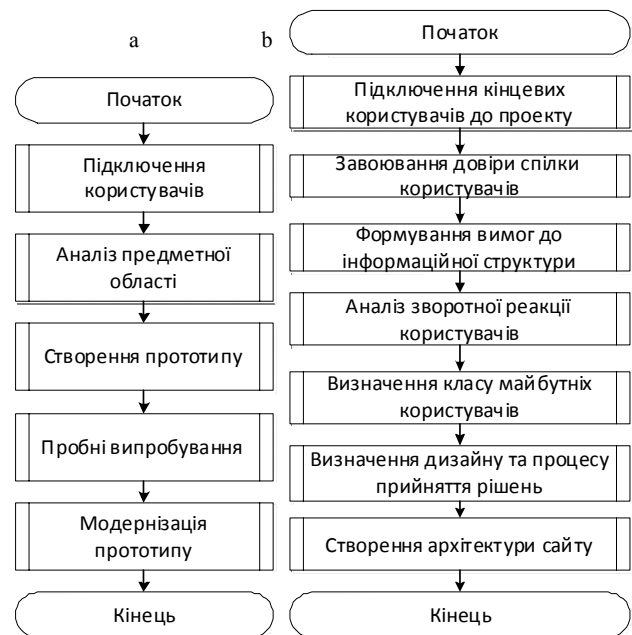 a
Початок
Підключення
користувачів
Аналіз предметної
області
Створення прототипу
Пробні випробування
Модернізація
прототипу
Кінець
b
Початок
Підключення кінцевих
користувачів до проекту
Завоювання довіри спілки
користувачів
Формування вимог до
інформаційної структури
Аналіз зворотної реакції
користувачів
Визначення класу майбутніх
користувачів
Визначення дизайну та процесу
прийняття рішень
Створення архітектури сайту
Кінець